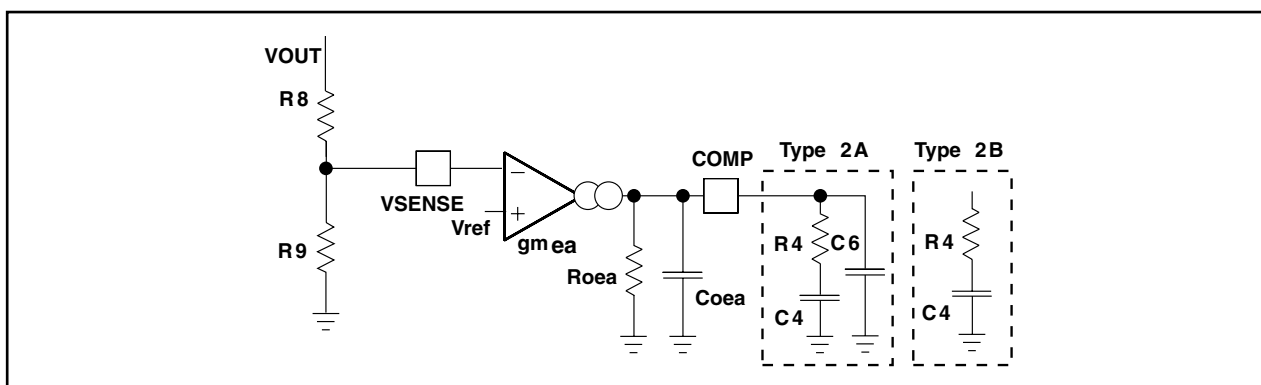 VOUT
R8
VSENSE
R9
Vref
gm ea
Roea
Coea
COMP
Type 2A
R4
C6
C4
Type 2B
R4
C4
−
+